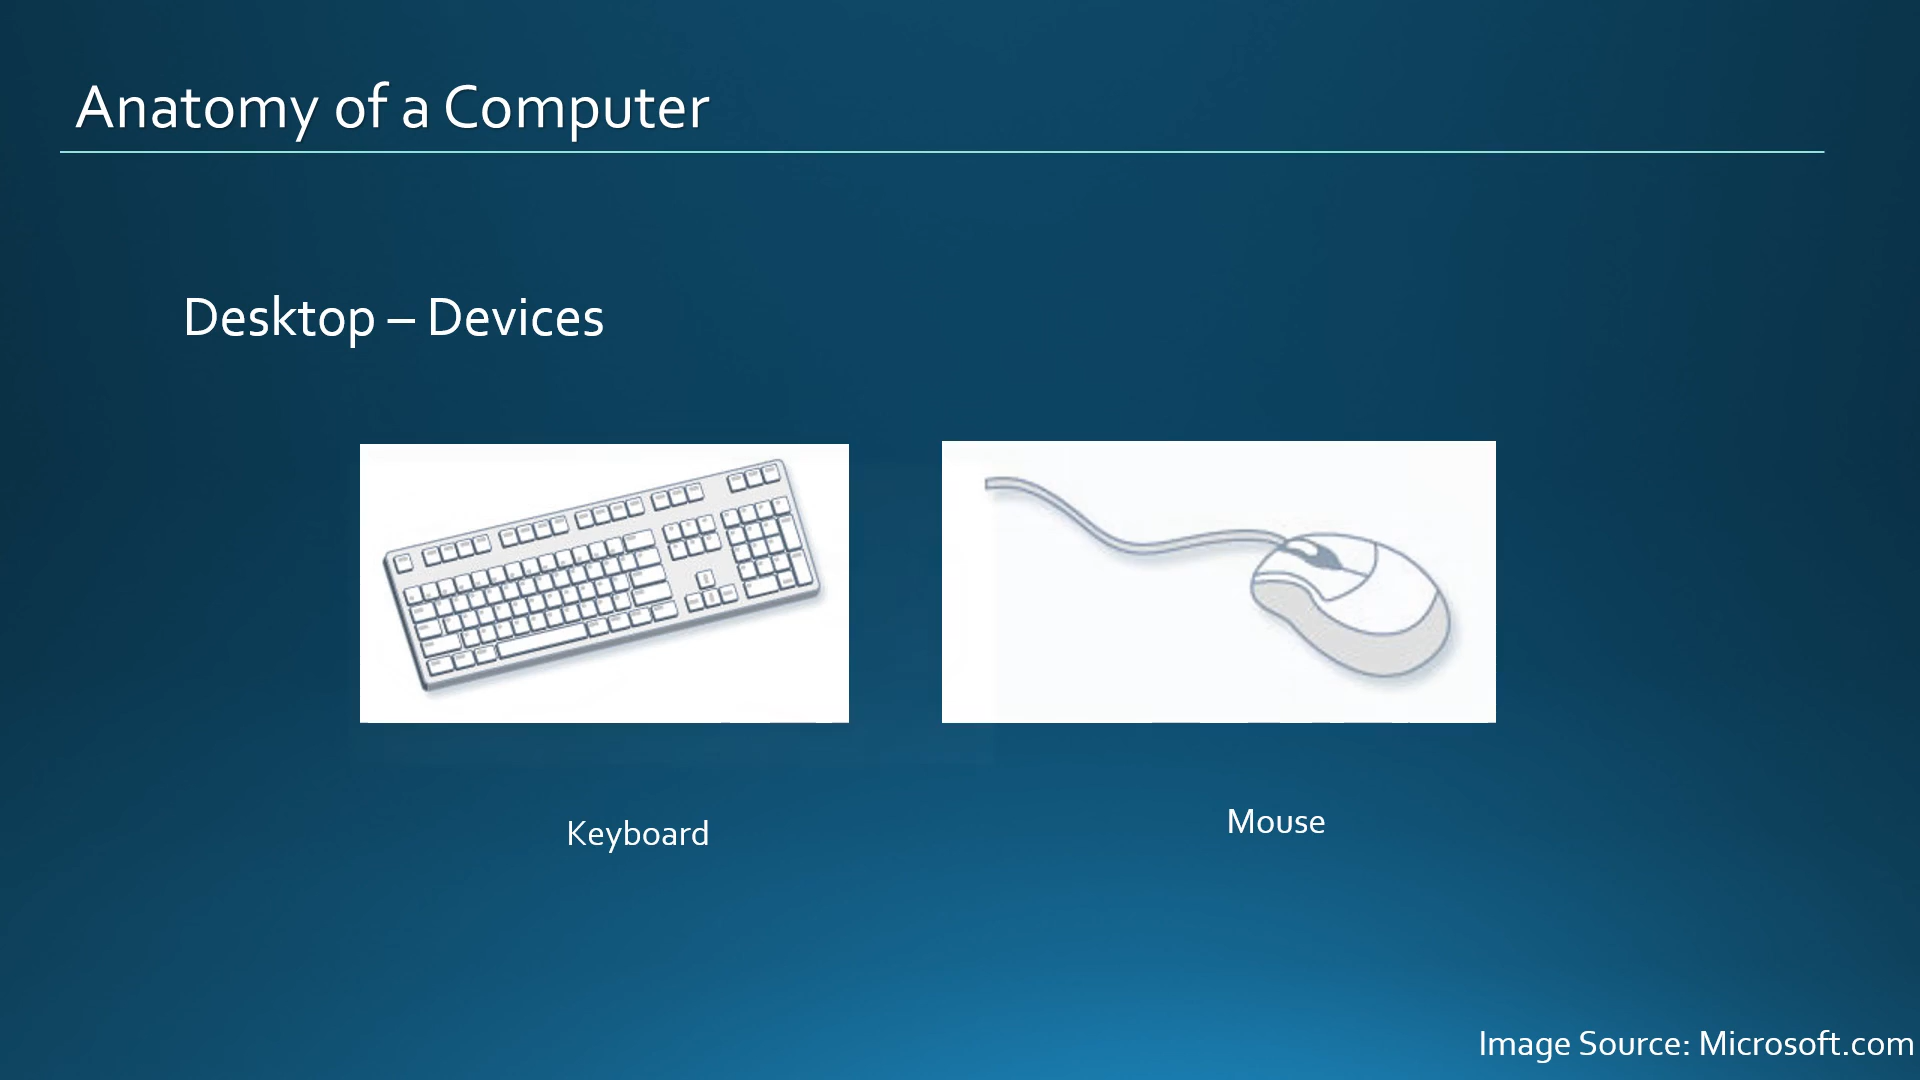 Anatomy of a Computer
Desktop – Devices
Keyboard
Mouse
Image Source: Microsoft.com